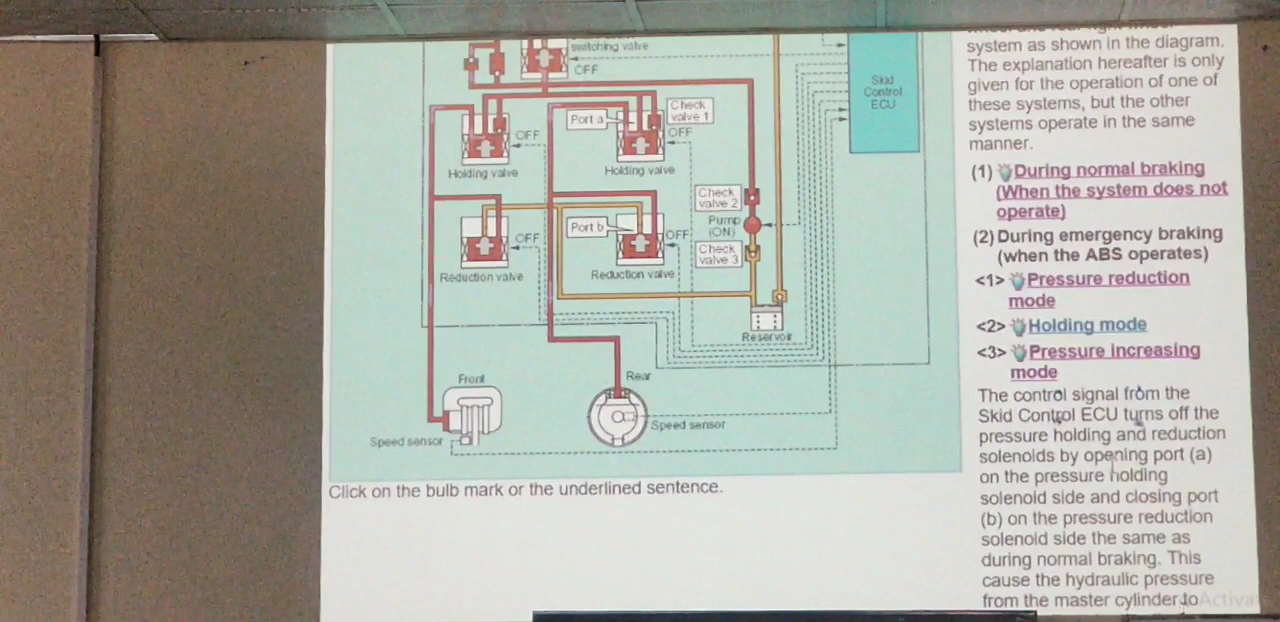 switching valve
OFF
Skid
Control
ECU
Port a
Check
valve 1
OFF
OFF
Holding valve
Holding valve
Check
valve 2
Pump
(ON)
Port b
OFF
OFF
Check
valve 3
Reduction valve
Reduction valve
Reservoir
Front
Rear
Speed sensor
Speed sensor
Click on the bulb mark or the underlined sentence.
system as shown in the diagram.
The explanation hereafter is only
given for the operation of one of
these systems, but the other
systems operate in the same
manner.
(1) During normal braking
(When the system does not
operate)
(2) During emergency braking
(when the ABS operates)
<1> Pressure reduction
mode
<2> Holding mode
<3> Pressure increasing
mode
The control signal from the
Skid Control ECU turns off the
pressure holding and reduction
solenoids by opening port (a)
on the pressure holding
solenoid side and closing port
(b) on the pressure reduction
solenoid side the same as
during normal braking. This
cause the hydraulic pressure
from the master cylinder to
Activa